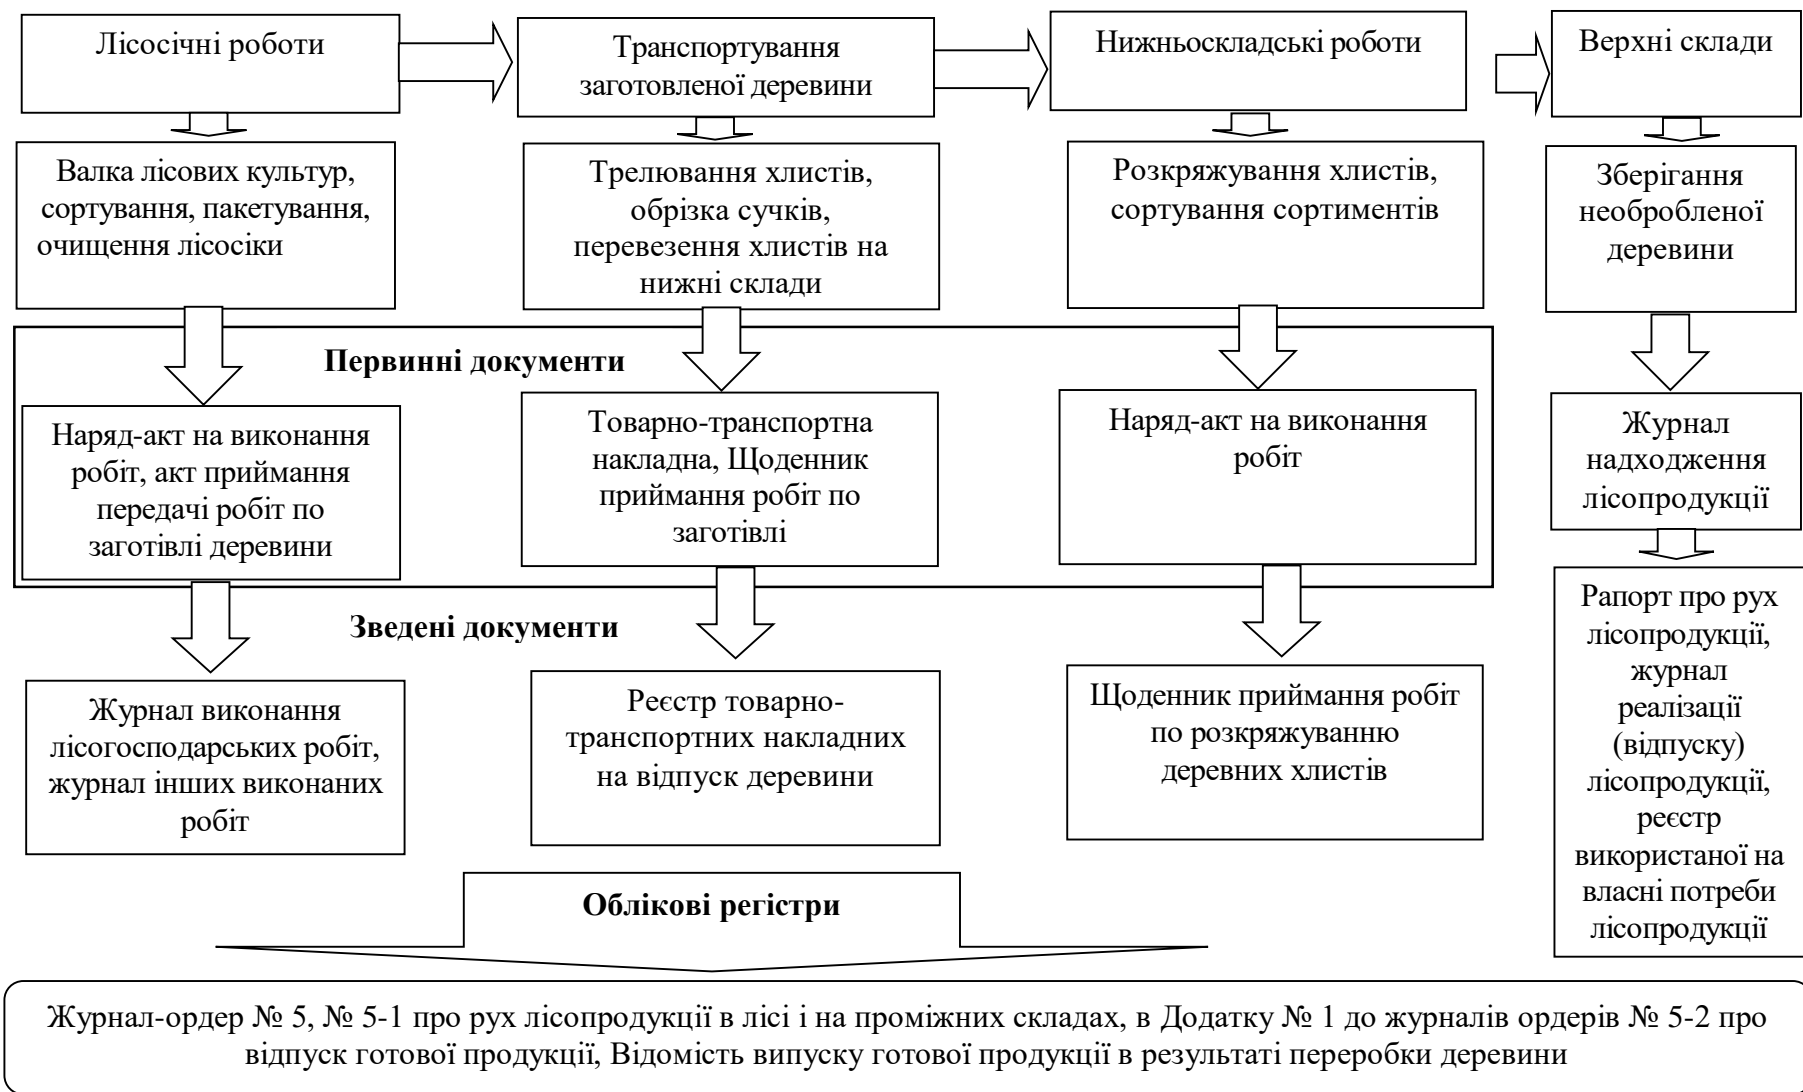 Лісосічні роботи
Транспортування
заготовленої деревини
Нижньоскладські роботи
Верхні склади
Валка лісових культур,
сортування, пакетування,
очищення лісосіки
Трелювання хлистів,
обрізка сучків,
перевезення хлистів на
нижні склади
Розкряжування хлистів,
сортування сортиментів
Зберігання
необробленої
деревини
Первинні документи
Наряд-акт на виконання
робіт, акт приймання
передачі робіт по
заготівлі деревини
Товарно-транспортна
накладна, Щоденник
приймання робіт по
заготівлі
Наряд-акт на виконання
робіт
Журнал
надходження
лісопродукції
Зведені документи
Журнал виконання
лісогосподарських робіт,
журнал інших виконаних
робіт
Реєстр товарно-
транспортних накладних
на відпуск деревини
Щоденник приймання робіт
по розкряжуванню
деревних хлистів
Рапорт про рух
лісопродукції,
журнал
реалізації
(відпуску)
лісопродукції,
реєстр
використаної на
власні потреби
лісопродукції
Облікові регістри
Журнал-ордер № 5, № 5-1 про рух лісопродукції в лісі і на проміжних складах, в Додатку № 1 до журналів ордерів № 5-2 про
відпуск готової продукції, Відомість випуску готової продукції в результаті переробки деревини